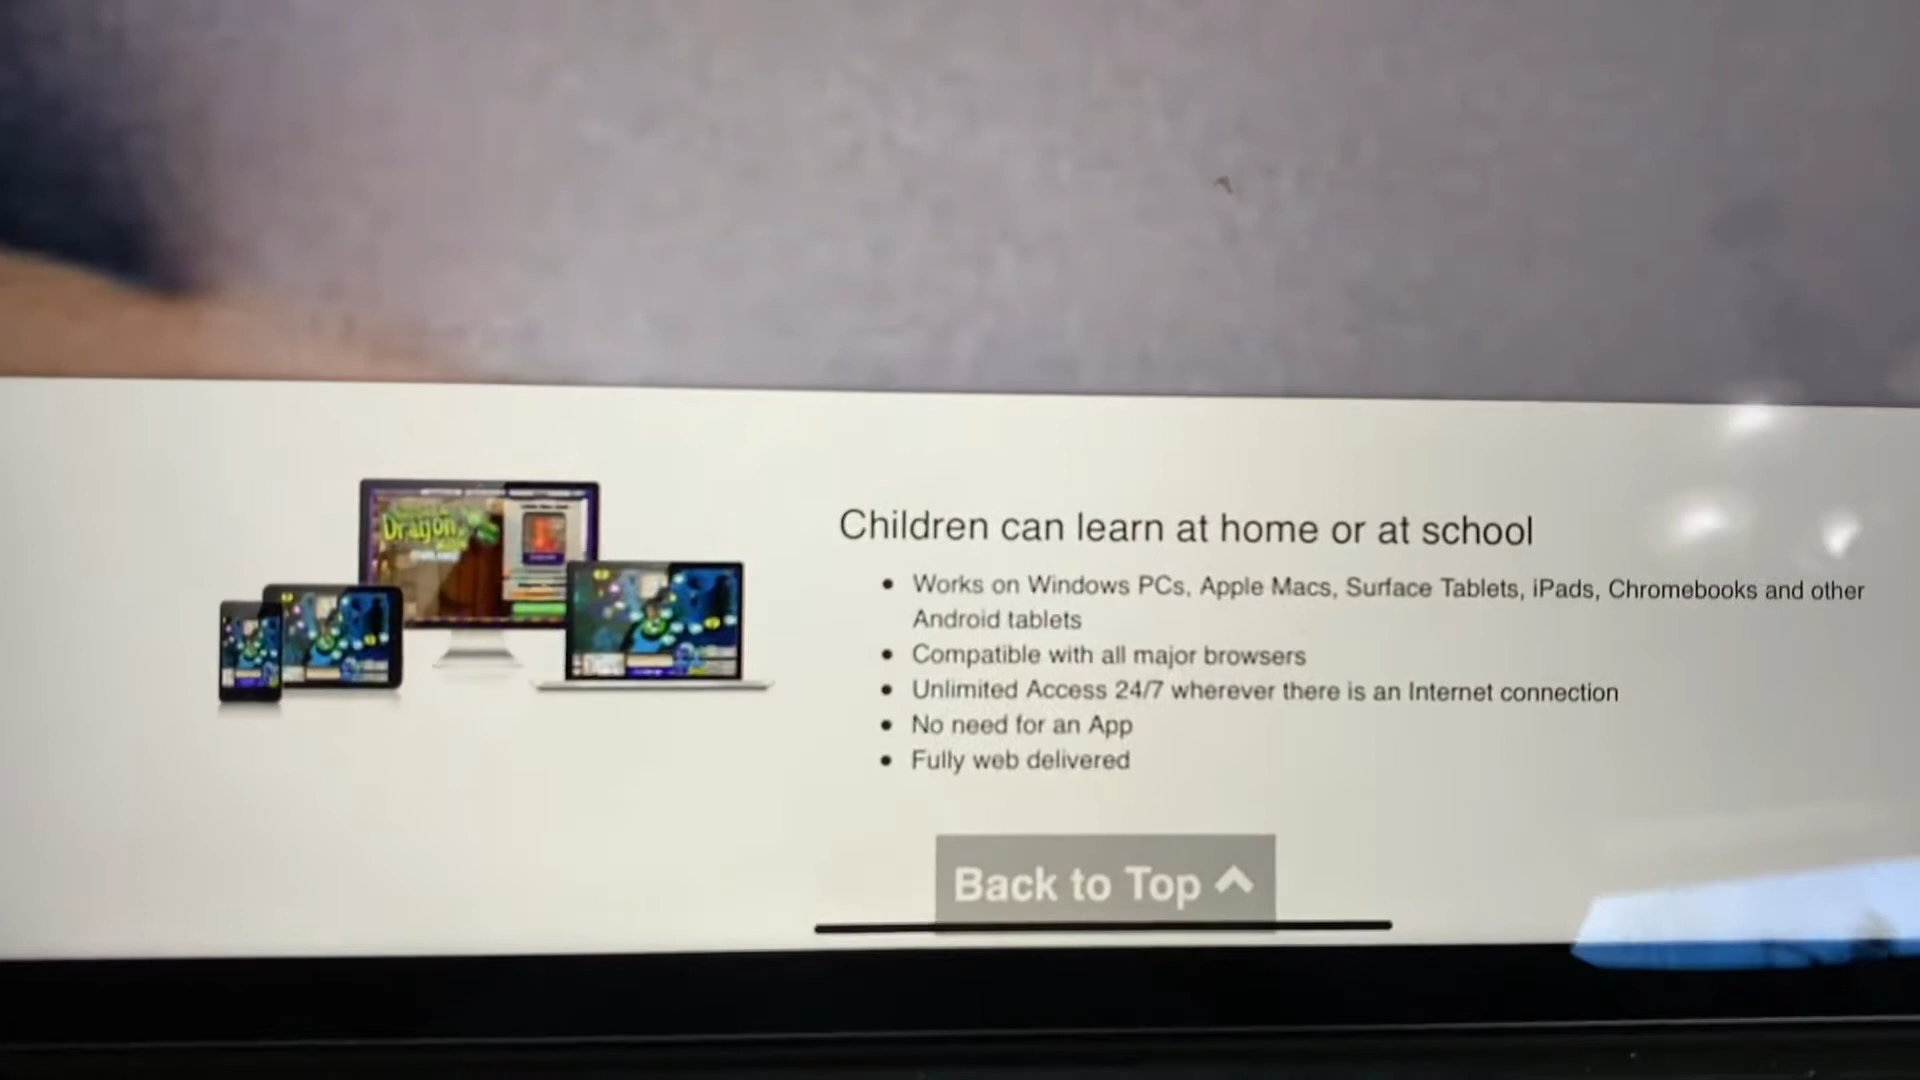 Dragon
Children can learn at home or at school
Works on Windows PCs, Apple Macs, Surface Tablets, iPads, Chromebooks and other
Android tablets
Compatible with all major browsers
Unlimited Access 24/7 wherever there is an Internet connection
No need for an App
Fully web delivered
Back to Top